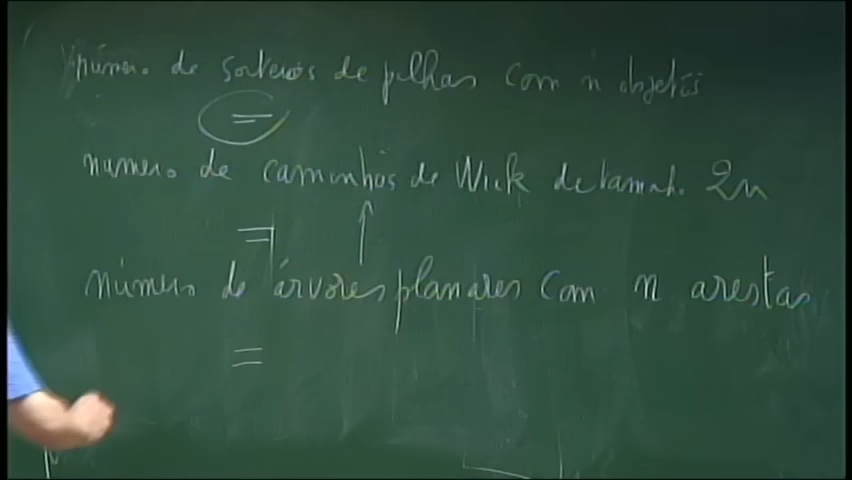 número de sorteios de pilhas com n objetos
=
numero de caminhos de Wick de tamanh. 2n
=
número de árvores planares com n arestas
=